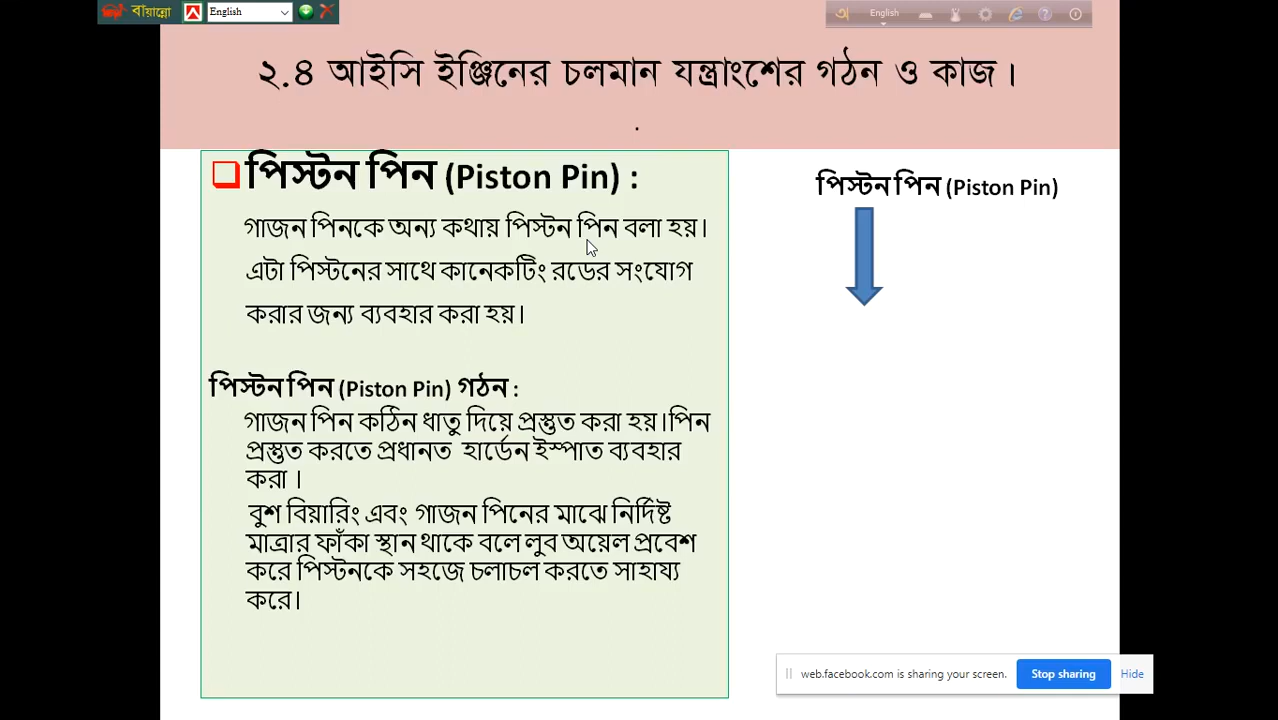 বায়ান্নো
English
অ
English
২.৪ আইসি ইঞ্জিনের চলমান যন্ত্রাংশের গঠন ও কাজ।
.
পিস্টন পিন (Piston Pin) :
গাজন পিনকে অন্য কথায় পিস্টন পিন বলা হয়।
এটা পিস্টনের সাথে কানেকটিং রডের সংযোগ
করার জন্য ব্যবহার করা হয়।
পিস্টন পিন (Piston Pin) গঠন :
গাজন পিন কঠিন ধাতু দিয়ে প্রস্তুত করা হয়।পিন
প্রস্তুত করতে প্রধানত হার্ডেন ইস্পাত ব্যবহার
করা ।
বুশ বিয়ারিং এবং গাজন পিনের মাঝে নির্দিষ্ট
মাত্রার ফাঁকা স্থান থাকে বলে লুব অয়েল প্রবেশ
করে পিস্টনকে সহজে চলাচল করতে সাহায্য
করে।
পিস্টন পিন (Piston Pin)
web.facebook.com is sharing your screen.
Stop sharing
Hide